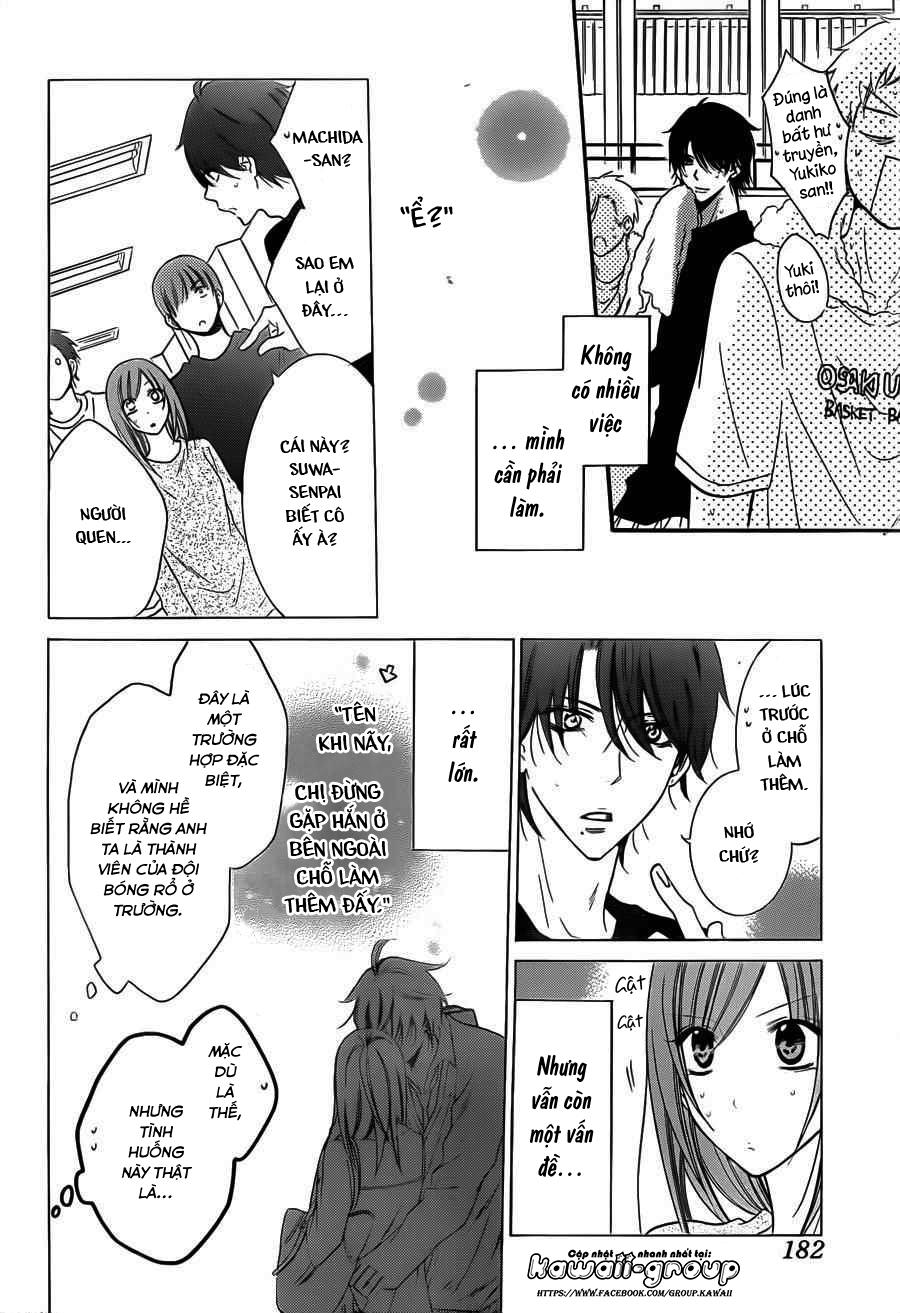 Đúng là
danh
bất hư
truyền,
Yukiko
san!!
Yuki
thôi!
OSAKI U
BASKET BA
Không
có nhiều
việc
... mình
cần phải
làm.
"Ể?"
MACHIDA
-SAN?
SAO EM
LẠI Ở
ĐÂY...
CÁI NÀY?
SUWA-
SENPAI
BIẾT CÔ
ẤY À?
NGƯỜI
QUEN...
... LÚC
TRƯỚC
Ở CHỖ
LÀM
THÊM.
NHỚ
CHỨ?
Gật
Gật
Nhưng
vẫn còn
một vấn
đề...
... rất
lớn.
"TÊN
KHI NÃY,
CHỊ ĐỪNG
GẶP HẮN Ở
BÊN NGOÀI
CHỖ LÀM
THÊM ĐẤY."
ĐÂY LÀ
MỘT
TRƯỜNG
HỢP ĐẶC
BIỆT,
VÀ MÌNH
KHÔNG HỀ
BIẾT RẰNG ANH
TA LÀ THÀNH
VIÊN CỦA ĐỘI
BÓNG RỔ Ở
TRƯỜNG.
MẶC
DÙ
LÀ
THẾ,
NHƯNG
TÌNH
HUỐNG
NÀY THẬT
LÀ...
182
Cập nhật nhanh nhất tại:
kawaii-group
HTTPS://WWW.FACEBOOK.COM/GROUP.KAWAII